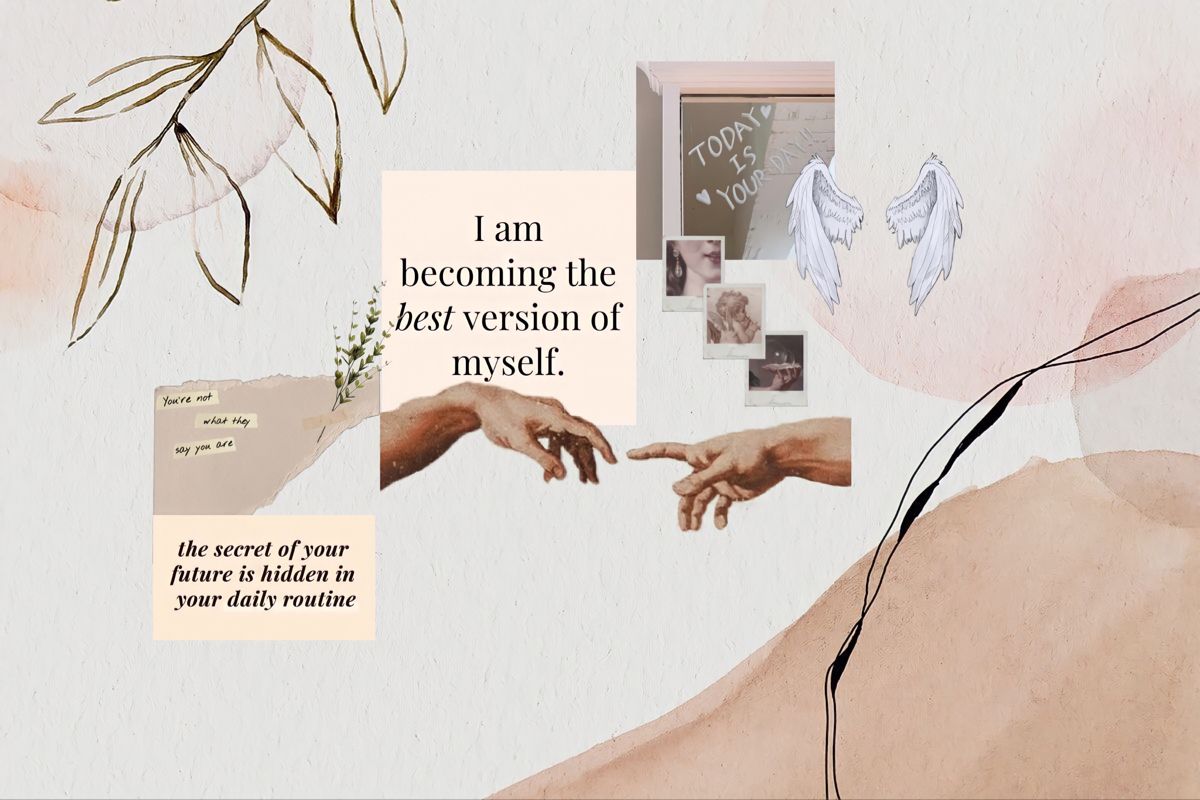 TODAY
IS
YOUR DAY!!
I am
becoming the
best version of
myself.
You're not
what they
say you are
the secret of your
future is hidden in
your daily routine